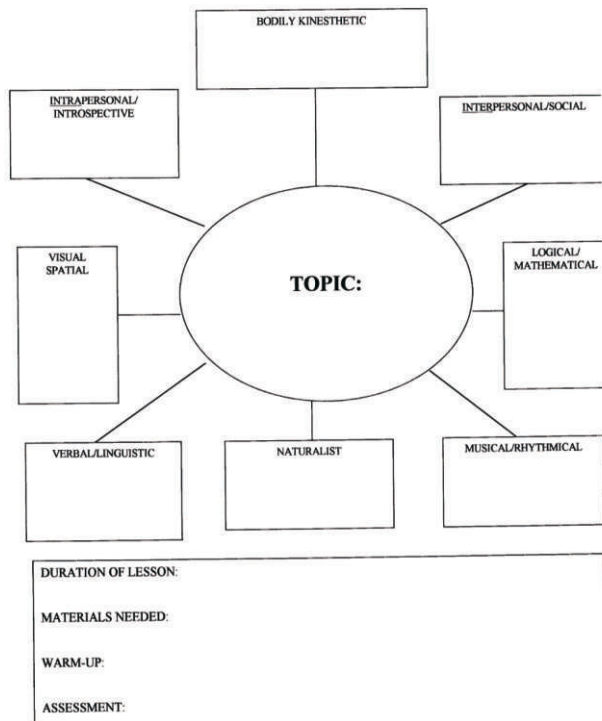 BODILY KINESTHETIC
INTRAPERSONAL/
INTROSPECTIVE
INTERPERSONAL/SOCIAL
VISUAL
SPATIAL
TOPIC:
LOGICAL/
MATHEMATICAL
VERBAL/LINGUISTIC
NATURALIST
MUSICAL/RHYTHMICAL
DURATION OF LESSON:
MATERIALS NEEDED:
WARM-UP:
ASSESSMENT: